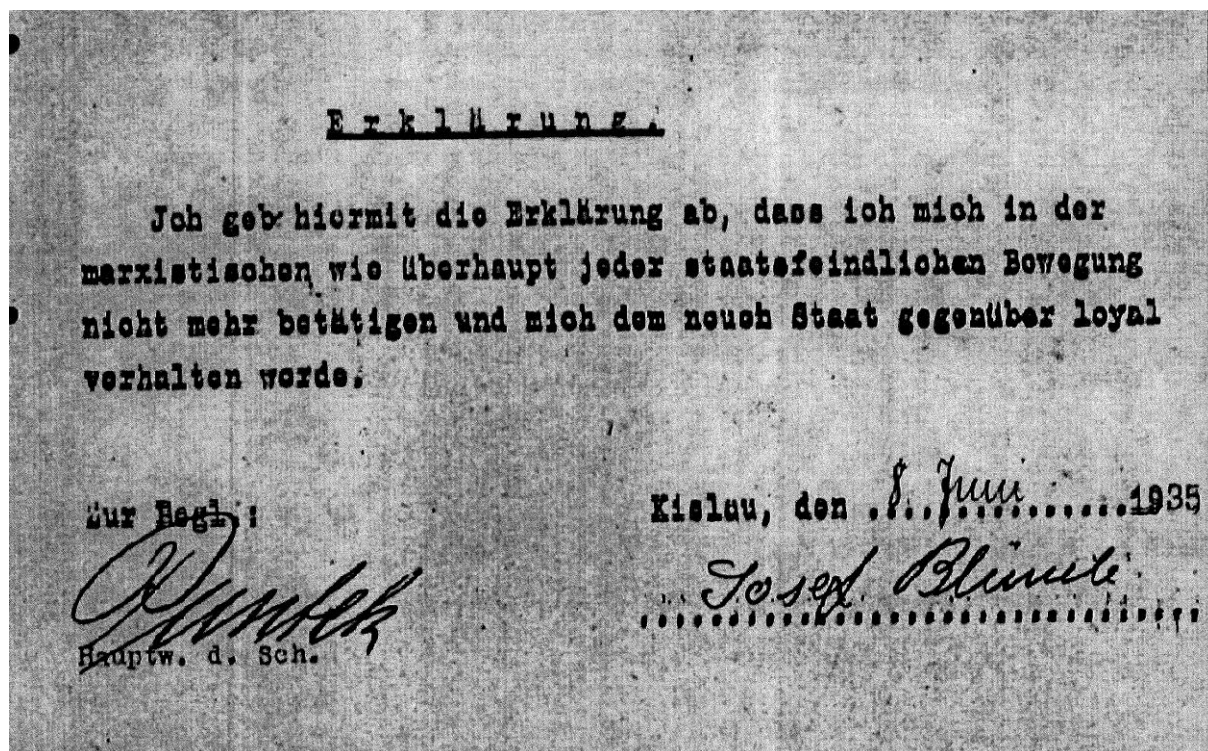 Erklärung.
Ich geb hiermit die Erklärung ab, dass ich mich in der
marxistischen wie überhaupt jeder staatsfeindlichen Bewegung
nicht mehr betätigen und mich dem neuen Staat gegenüber loyal
verhalten werde.
Zur Begl.:
Kislau, den 8. Juni 1935
Josef
Hauptw. d. Sch.